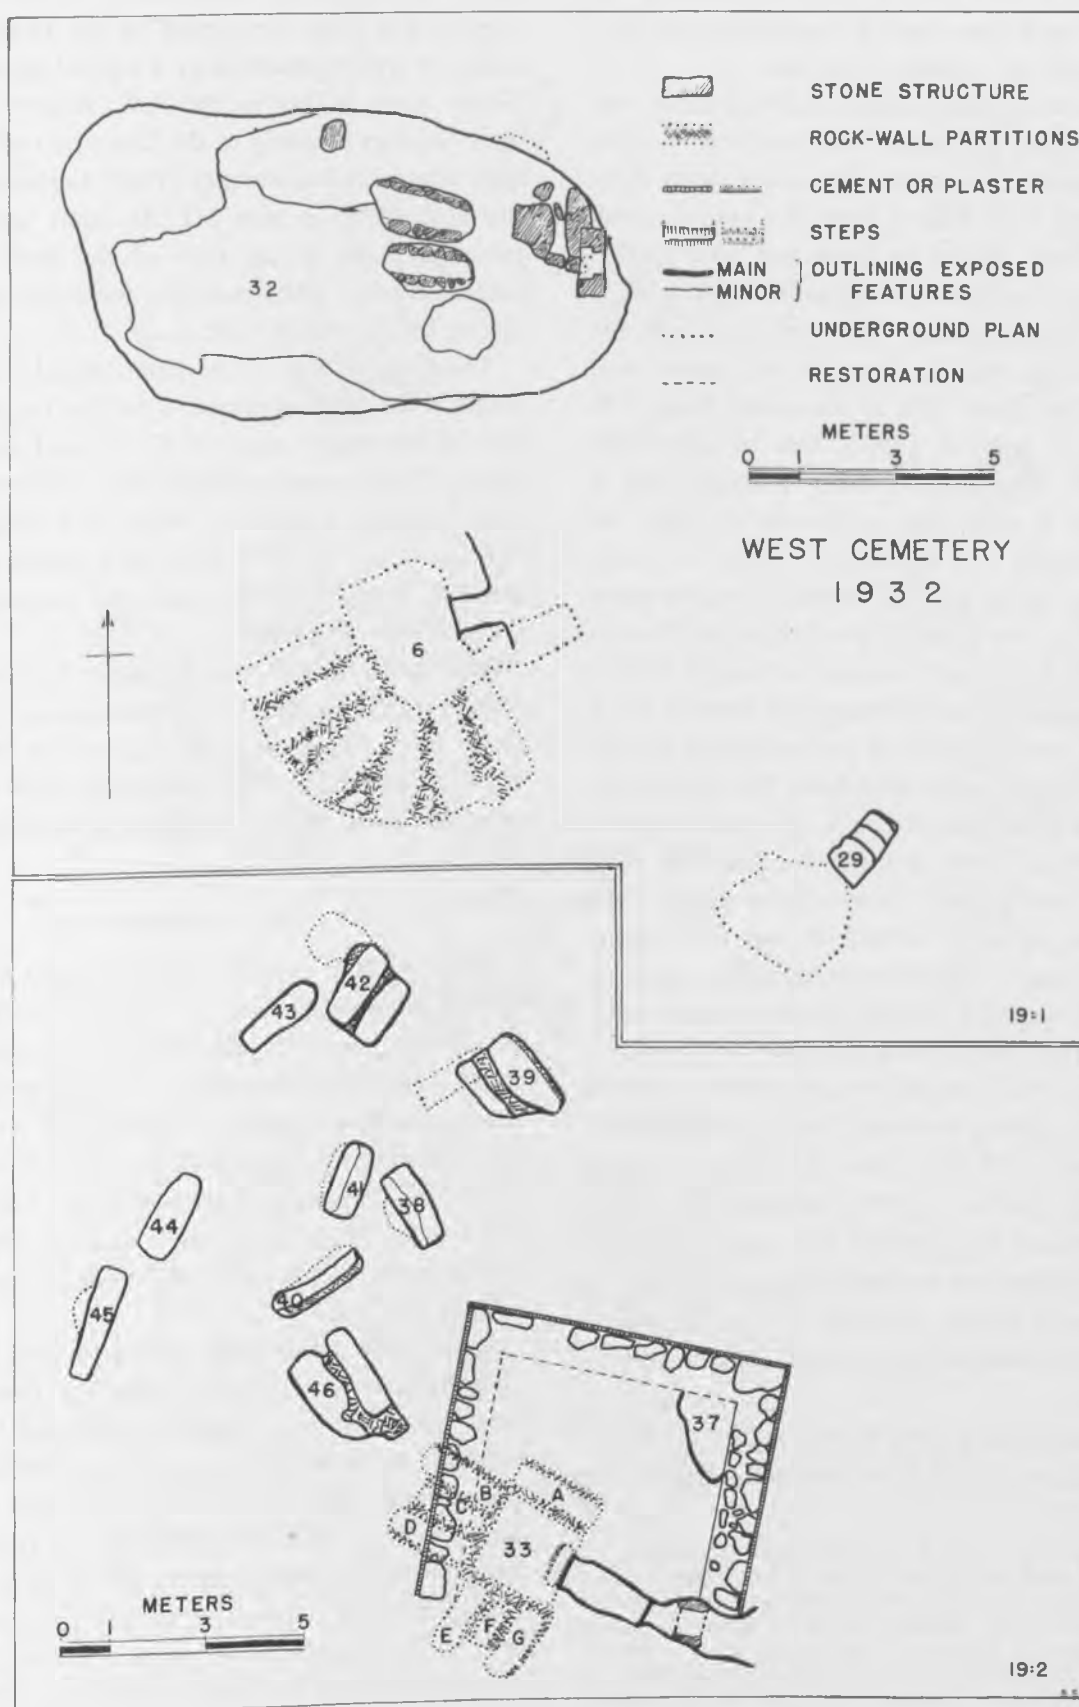 STONE STRUCTURE
ROCK-WALL PARTITIONS
CEMENT OR PLASTER
STEPS
MAIN OUTLINING EXPOSED
MINOR FEATURES
UNDERGROUND PLAN
RESTORATION
METERS
0 1 3 5
WEST CEMETERY
1932
32
6
29
19:1
42
43
39
41
38
44
40
45
46
37
A
B
C
D
33
E
F
G
METERS
0 1 3 5
19:2